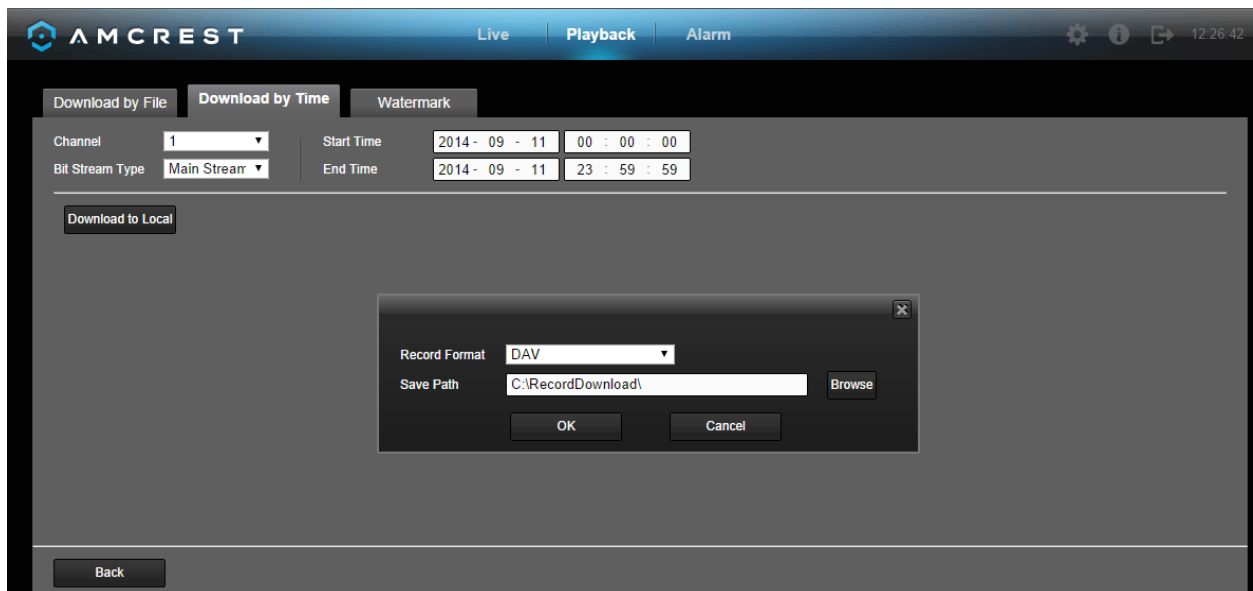 AMCREST Live Playback Alarm 12:26:42
Download by File Download by Time Watermark
Channel 1 Start Time 2014 - 09 - 11 00 : 00 : 00
Bit Stream Type Main Stream End Time 2014 - 09 - 11 23 : 59 : 59
Download to Local
Record Format DAV
Save Path C:\RecordDownload\ Browse
OK Cancel
Back